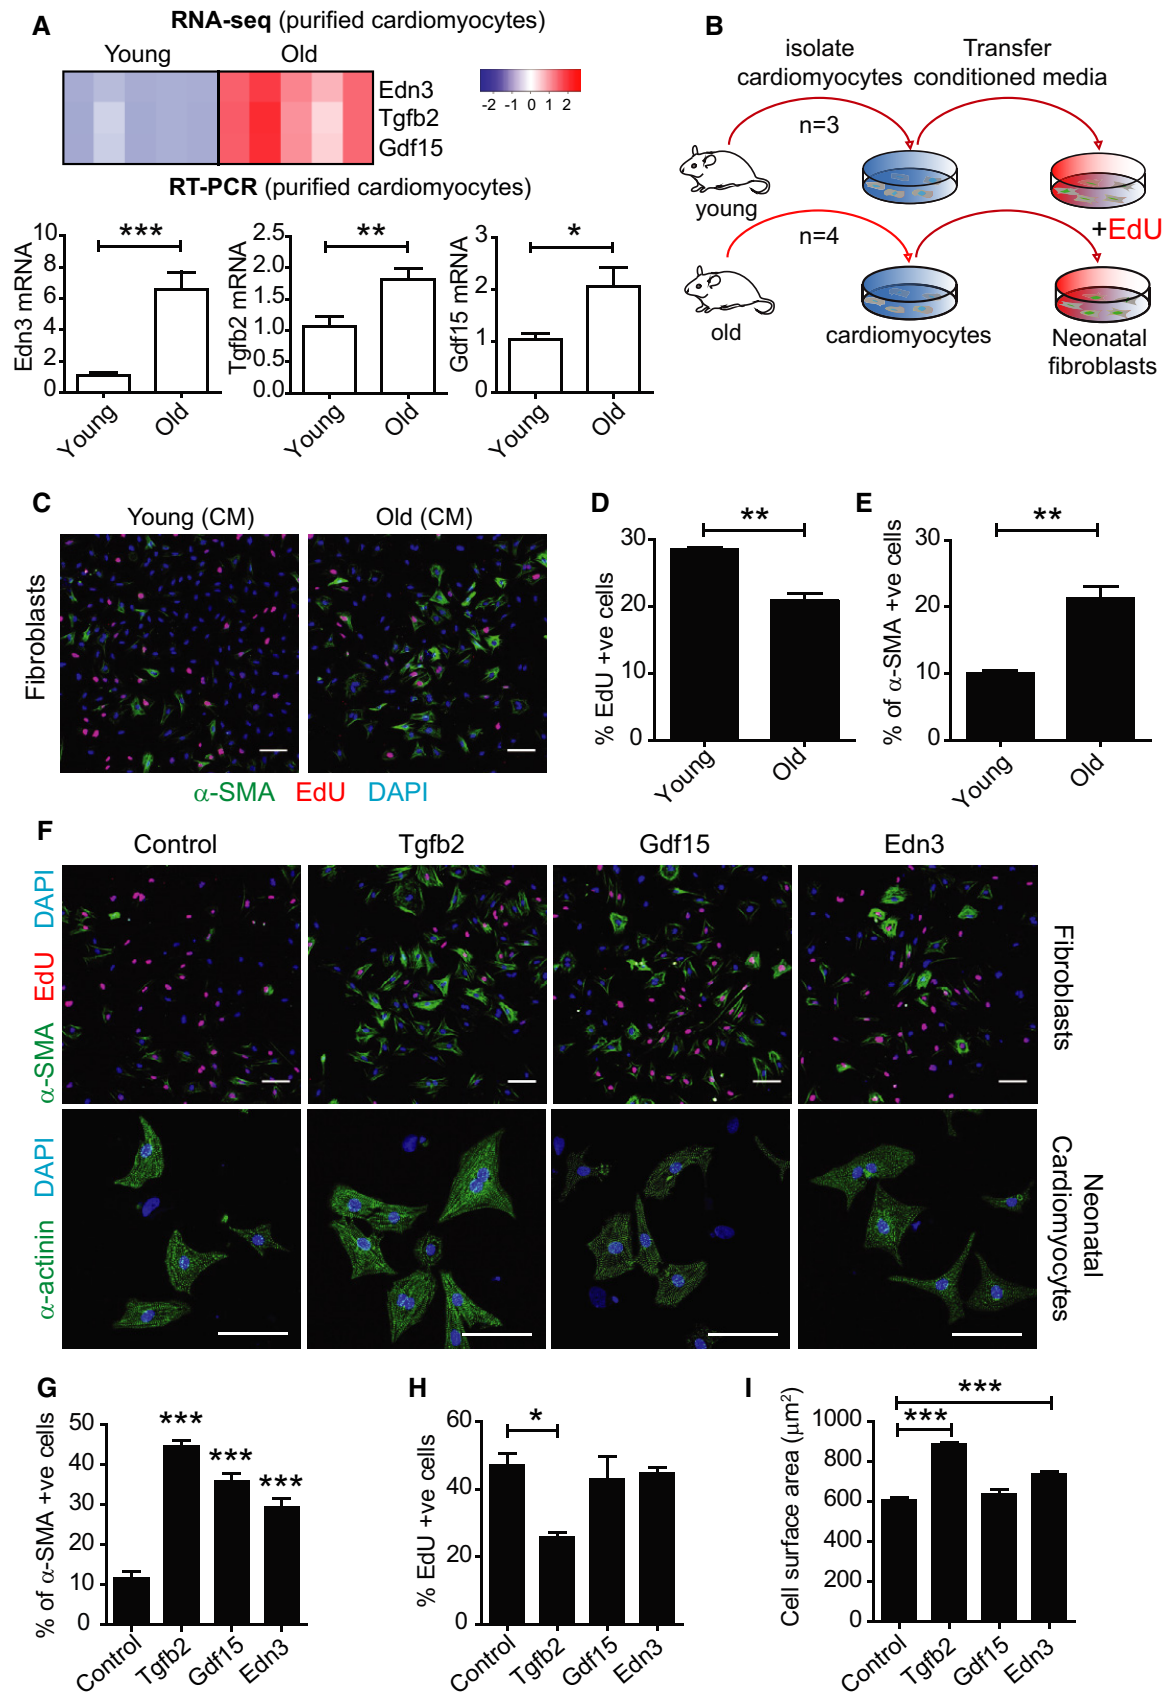 A
RNA-seq (purified cardiomyocytes)
Young Old
Edn3
Tgfb2
Gdf15
-2 -1 0 1 2
RT-PCR (purified cardiomyocytes)
Edn3 mRNA
10
8
6
4
2
0
***
Young Old
Tgfb2 mRNA
2.5
2.0
1.5
1.0
0.5
0.0
**
Young Old
Gdf15 mRNA
3
2
1
0
*
Young Old
B
isolate cardiomyocytes
Transfer conditioned media
n=3
young
+EdU
n=4
old
cardiomyocytes
Neonatal fibroblasts
C
Young (CM) Old (CM)
Fibroblasts
α-SMA EdU DAPI
D
% EdU +ve cells
30
20
10
0
**
Young Old
E
% of α-SMA +ve cells
30
20
10
0
**
Young Old
F
Control Tgfb2 Gdf15 Edn3
α-SMA EdU DAPI
Fibroblasts
α-actinin DAPI
Neonatal Cardiomyocytes
G
% of α-SMA +ve cells
50
40
30
20
10
0
*** *** ***
Control Tgfb2 Gdf15 Edn3
H
% EdU +ve cells
60
40
20
0
*
Control Tgfb2 Gdf15 Edn3
I
Cell surface area (µm²)
1000
800
600
400
200
0
***
***
Control Tgfb2 Gdf15 Edn3